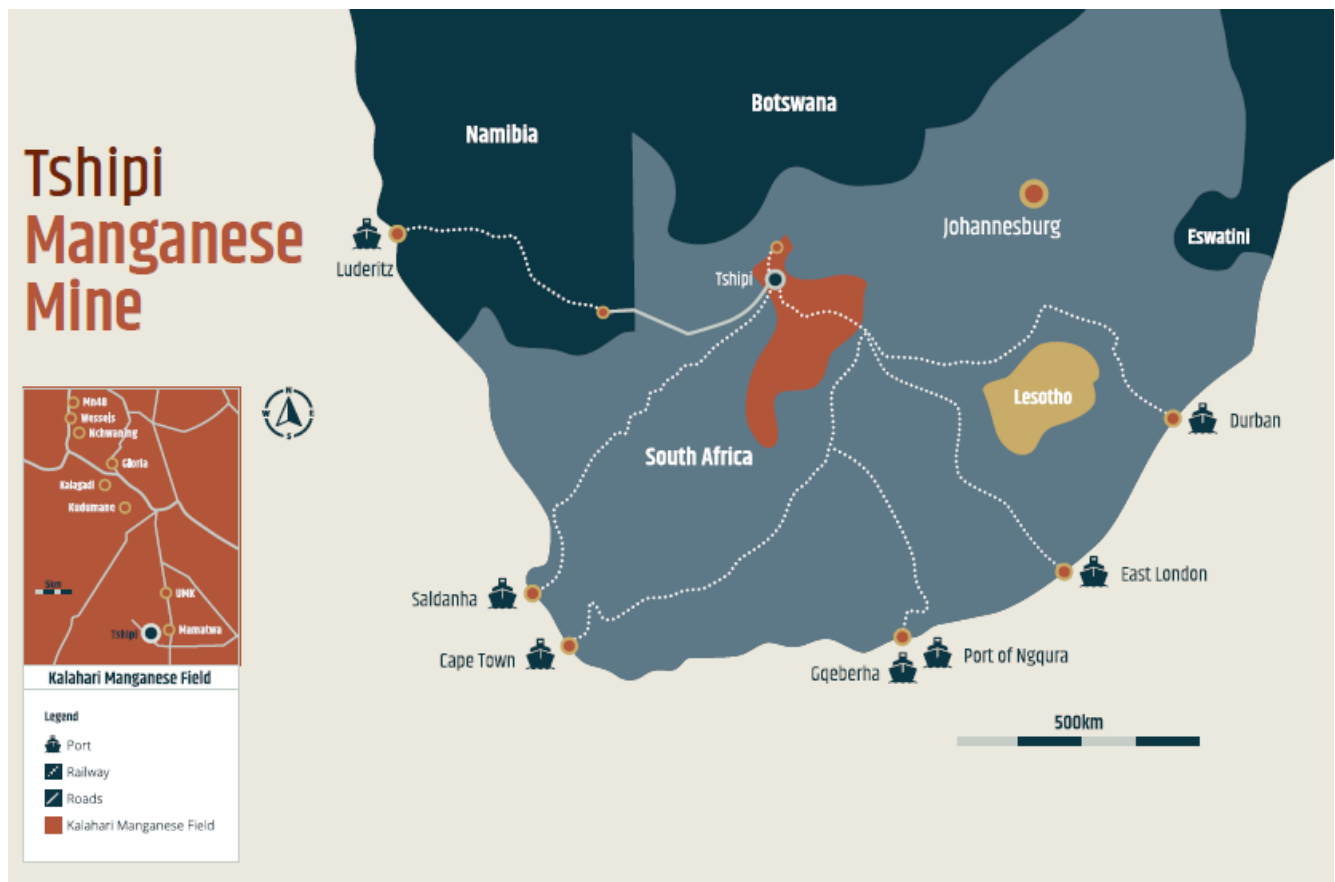 Tshipi
Manganese
Mine
Namibia
Botswana
Johannesburg
Eswatini
Luderitz
Tshipi
Lesotho
Durban
South Africa
East London
Saldanha
Cape Town
Gqeberha
Port of Ngqura
500km
N
W
E
S
Mn48
Wessels
Nchwaning
Gloria
Kalagadi
Kudumane
5km
UMK
Tshipi
Mamatwa
Kalahari Manganese Field
Legend
Port
Railway
Roads
Kalahari Manganese Field